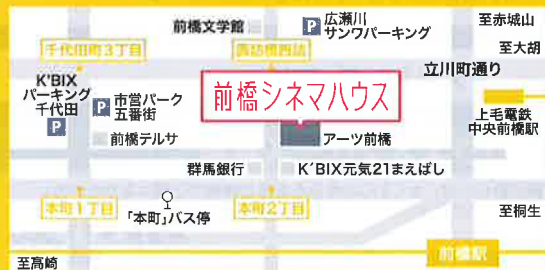 前橋文学館
P
広瀬川
サンワパーキング
至赤城山
千代田町3丁目
諏訪橋西詰
至大胡
立川町通り
K'BIX
パーキング
千代田
P
P
市営パーク
五番街
前橋シネマハウス
上毛電鉄
中央前橋駅
前橋テルサ
アーツ前橋
群馬銀行
K'BIX元気21まえばし
本町1丁目
「本町」バス停
本町2丁目
至桐生
前橋駅
至高崎